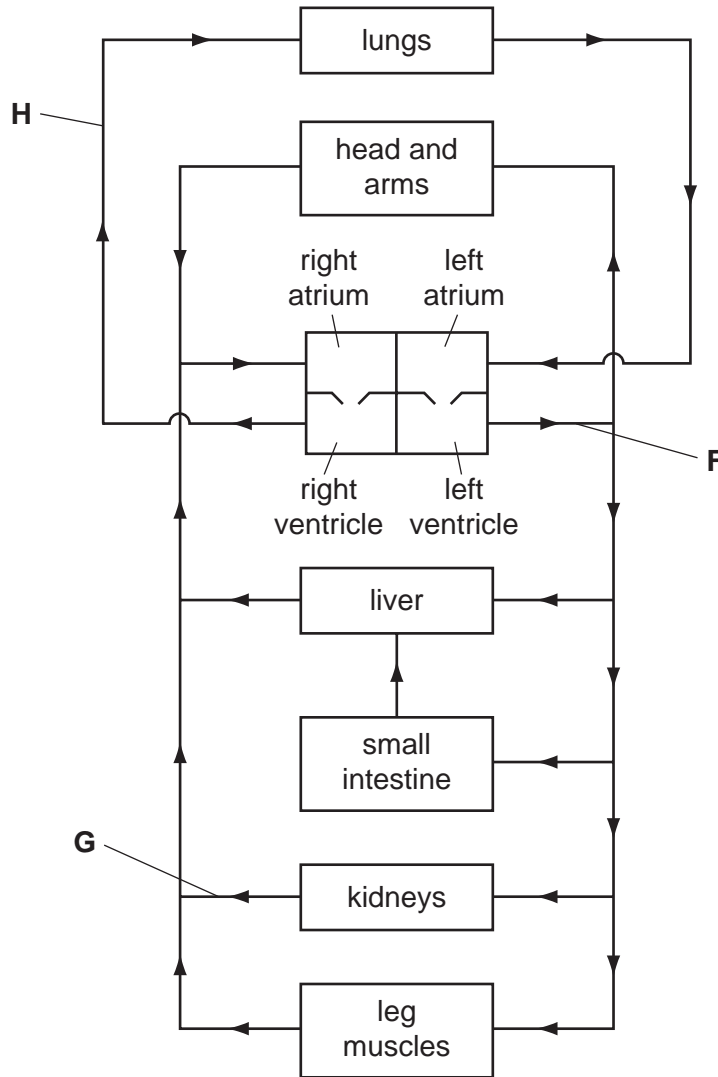 lungs
H
head and
arms
right
atrium
left
atrium
F
right
ventricle
left
ventricle
liver
small
intestine
G
kidneys
leg
muscles